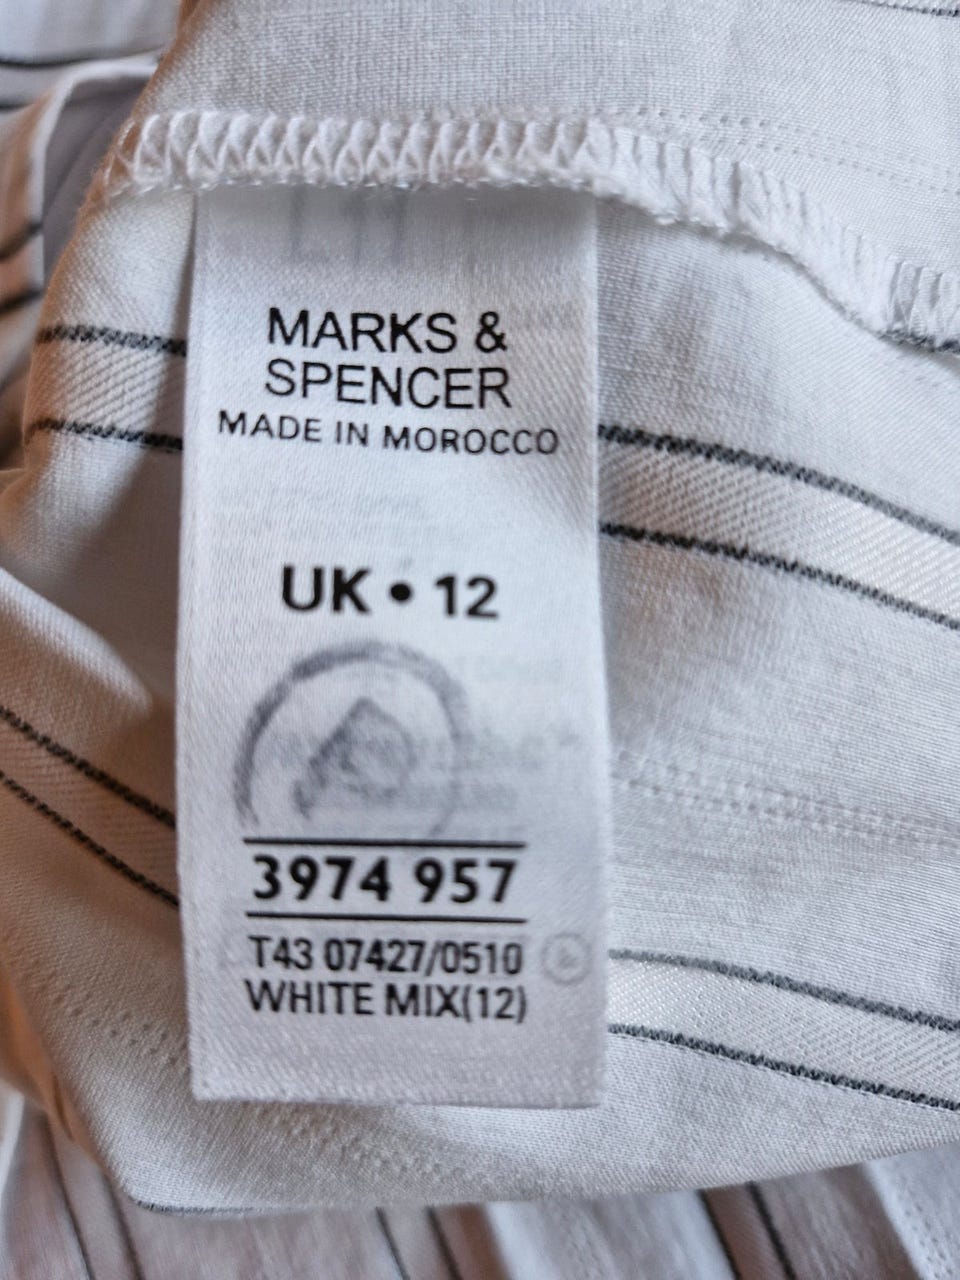 MARKS &
SPENCER
MADE IN MOROCCO
UK • 12
3974 957
T43 07427/0510
WHITE MIX(12)